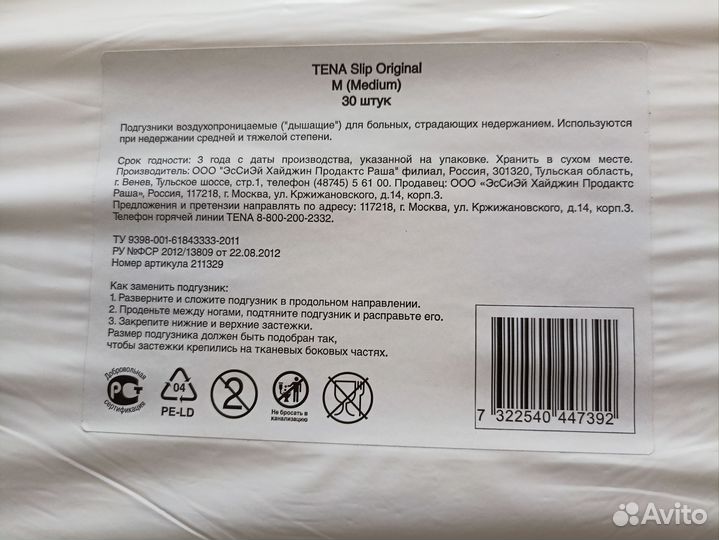 TENA Slip Original
M (Medium)
30 штук
Подгузники воздухопроницаемые ("дышащие") для больных, страдающих недержанием. Используются
при недержании средней и тяжелой степени.
Срок годности: 3 года с даты производства, указанной на упаковке. Хранить в сухом месте.
Производитель: ООО "ЭсСиЭй Хайджин Продактс Раша" филиал, Россия, 301320, Тульская область,
г. Венев, Тульское шоссе, стр.1, телефон (48745) 5 61 00. Продавец: ООО «ЭсСиЭй Хайджин Продактс
Раша», Россия, 117218, г. Москва, ул. Кржижановского, д.14, корп.3.
Предложения и претензии направлять по адресу: 117218, г. Москва, ул. Кржижановского, д.14, корп.3.
Телефон горячей линии TENA 8-800-200-2332.
ТУ 9398-001-61843333-2011
РУ №ФСР 2012/13809 от 22.08.2012
Номер артикула 211329
Как заменить подгузник:
1. Разверните и сложите подгузник в продольном направлении.
2. Проденьте между ногами, подтяните подгузник и расправьте его.
3. Закрепите нижние и верхние застежки.
Размер подгузника должен быть подобран так,
чтобы застежки крепились на тканевых боковых частях.
Добровольная
РСТ
сертификация
04
PE-LD
2
Не бросать в
канализацию
7 322540 447392
Avito